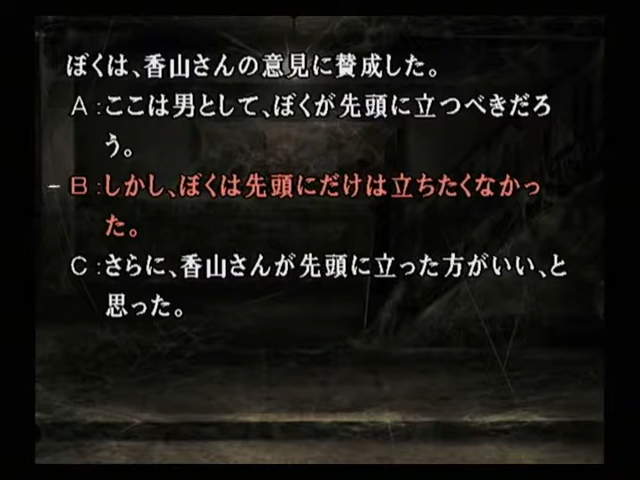 ぼくは、香山さんの意見に賛成した。
A:ここは男として、ぼくが先頭に立つべきだろ
う。
B:しかし、ぼくは先頭にだけは立ちたくなかっ
た。
C:さらに、香山さんが先頭に立った方がいい、と
思った。